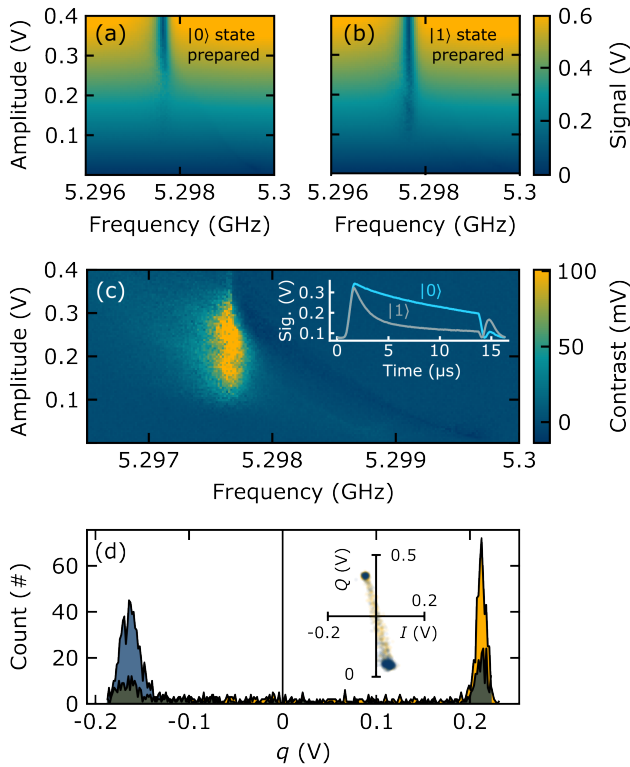 (a) |0⟩ state prepared
(b) |1⟩ state prepared
Amplitude (V)
0.4
0.3
0.2
0.1
5.296 5.298 5.3
Frequency (GHz)
5.296 5.298 5.3
Frequency (GHz)
0.6
0.4
0.2
0
Signal (V)
(c)
Amplitude (V)
0.4
0.3
0.2
0.1
5.297 5.298 5.299 5.3
Frequency (GHz)
Sig. (V)
0.3
0.2
0.1
|0⟩
|1⟩
0 5 10 15
Time (μs)
100
50
0
Contrast (mV)
(d)
Count (#)
60
40
20
0
-0.2 -0.1 0 0.1 0.2
q (V)
Q (V)
0.5
0.2
-0.2
I (V)
0